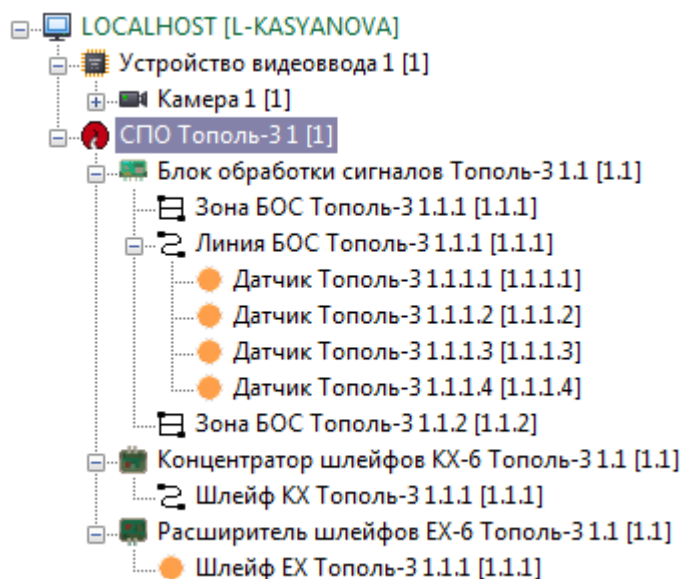 LOCALHOST [L-KASYANOVA]
Устройство видеоввода 1 [1]
Камера 1 [1]
СПО Тополь-3 1 [1]
Блок обработки сигналов Тополь-3 1.1 [1.1]
Зона БОС Тополь-3 1.1.1 [1.1.1]
Линия БОС Тополь-3 1.1.1 [1.1.1]
Датчик Тополь-3 1.1.1.1 [1.1.1.1]
Датчик Тополь-3 1.1.1.2 [1.1.1.2]
Датчик Тополь-3 1.1.1.3 [1.1.1.3]
Датчик Тополь-3 1.1.1.4 [1.1.1.4]
Зона БОС Тополь-3 1.1.2 [1.1.2]
Концентратор шлейфов КХ-6 Тополь-3 1.1 [1.1]
Шлейф КХ Тополь-3 1.1.1 [1.1.1]
Расширитель шлейфов ЕХ-6 Тополь-3 1.1 [1.1]
Шлейф ЕХ Тополь-3 1.1.1 [1.1.1]